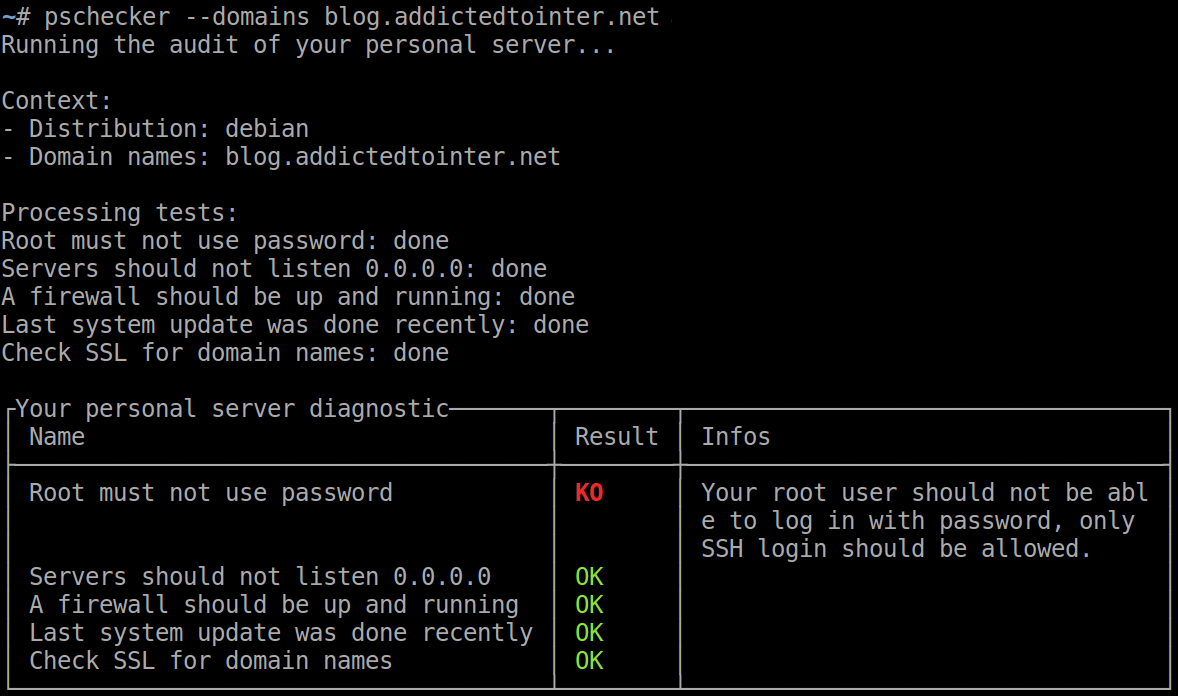 ~# pschecker --domains blog.addictedtointer.net
Running the audit of your personal server...
Context:
- Distribution: debian
- Domain names: blog.addictedtointer.net
Processing tests:
Root must not use password: done
Servers should not listen 0.0.0.0: done
A firewall should be up and running: done
Last system update was done recently: done
Check SSL for domain names: done
Your personal server diagnostic
Name Result Infos
Root must not use password KO Your root user should not be abl
e to log in with password, only
SSH login should be allowed.
Servers should not listen 0.0.0.0 OK
A firewall should be up and running OK
Last system update was done recently OK
Check SSL for domain names OK